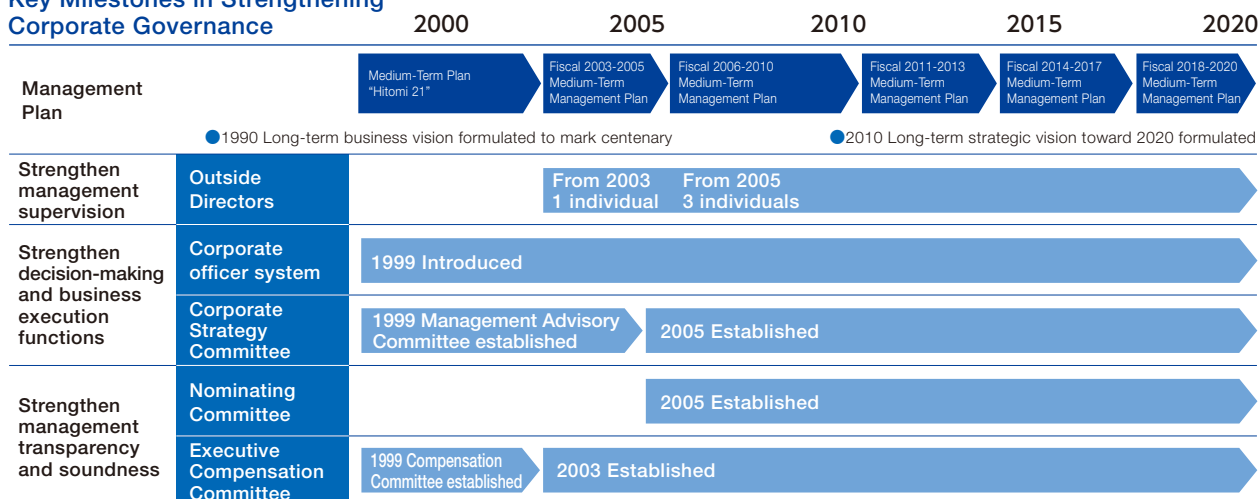 Key Milestones in Strengthening
Corporate Governance
2000 2005 2010 2015 2020
Management
Plan
Medium-Term Plan
“Hitomi 21”
Fiscal 2003-2005
Medium-Term
Management Plan
Fiscal 2006-2010
Medium-Term
Management Plan
Fiscal 2011-2013
Medium-Term
Management Plan
Fiscal 2014-2017
Medium-Term
Management Plan
Fiscal 2018-2020
Medium-Term
Management Plan
●1990 Long-term business vision formulated to mark centenary
●2010 Long-term strategic vision toward 2020 formulated
Strengthen
management
supervision
Outside
Directors
From 2003
1 individual
From 2005
3 individuals
Strengthen
decision-making
and business
execution
functions
Corporate
officer system
1999 Introduced
Corporate
Strategy
Committee
1999 Management Advisory
Committee established
2005 Established
Strengthen
management
transparency
and soundness
Nominating
Committee
2005 Established
Executive
Compensation
Committee
1999 Compensation
Committee established
2003 Established